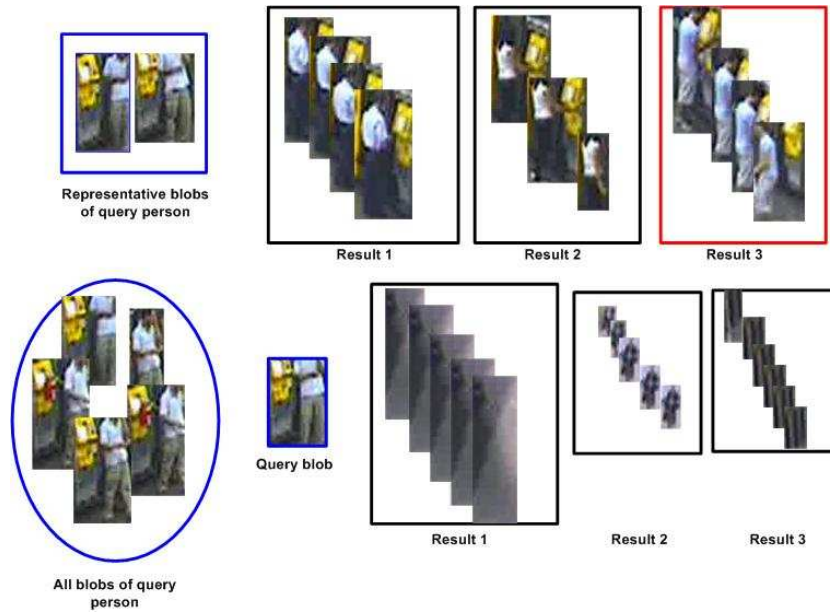 Representative blobs
of query person
Result 1
Result 2
Result 3
Query blob
Result 1
Result 2
Result 3
All blobs of query
person